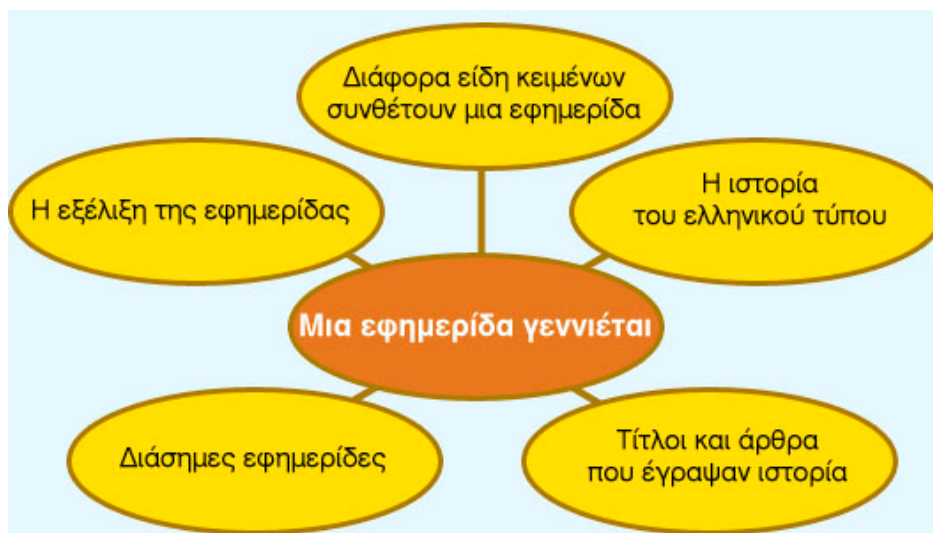 Διάφορα είδη κειμένων
συνθέτουν μια εφημερίδα
Η εξέλιξη της εφημερίδας
Η ιστορία
του ελληνικού τύπου
Μια εφημερίδα γεννιέται
Διάσημες εφημερίδες
Τίτλοι και άρθρα
που έγραψαν ιστορία